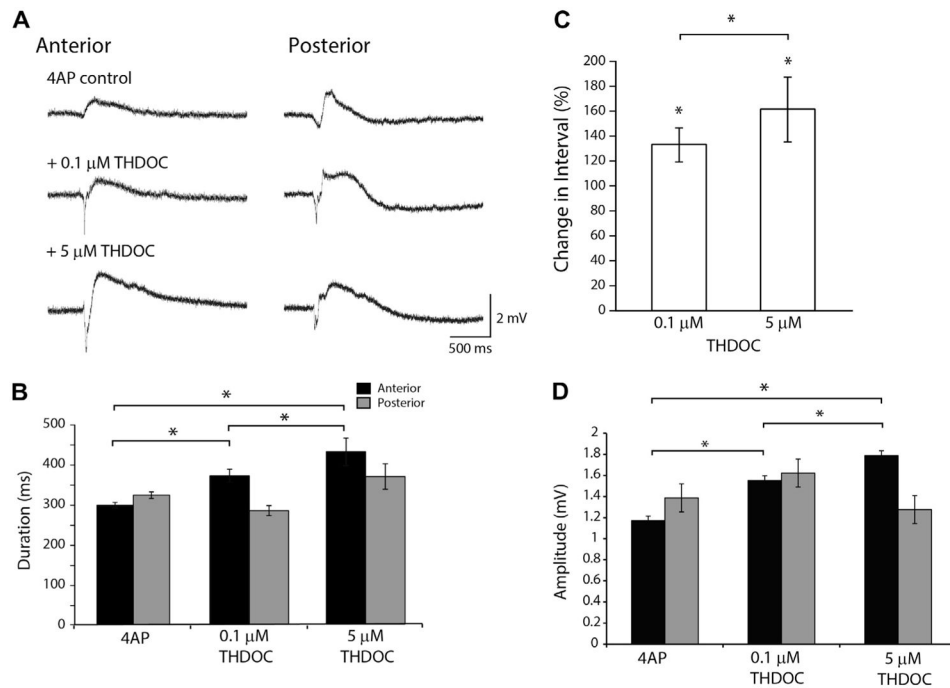 A
Anterior
Posterior
4AP control
+ 0.1 µM THDOC
+ 5 µM THDOC
2 mV
500 ms
C
*
*
*
Change in Interval (%)
200
180
160
140
120
100
80
60
40
20
0
0.1 µM
5 µM
THDOC
B
Anterior
Posterior
*
*
*
Duration (ms)
500
400
300
400
100
0
4AP
0.1 µM
THDOC
5 µM
THDOC
D
*
*
*
Amplitude (mV)
1.8
2
1.6
1.4
1.2
1
0.8
0.6
0.4
0.2
0
4AP
0.1 µM
THDOC
5 µM
THDOC